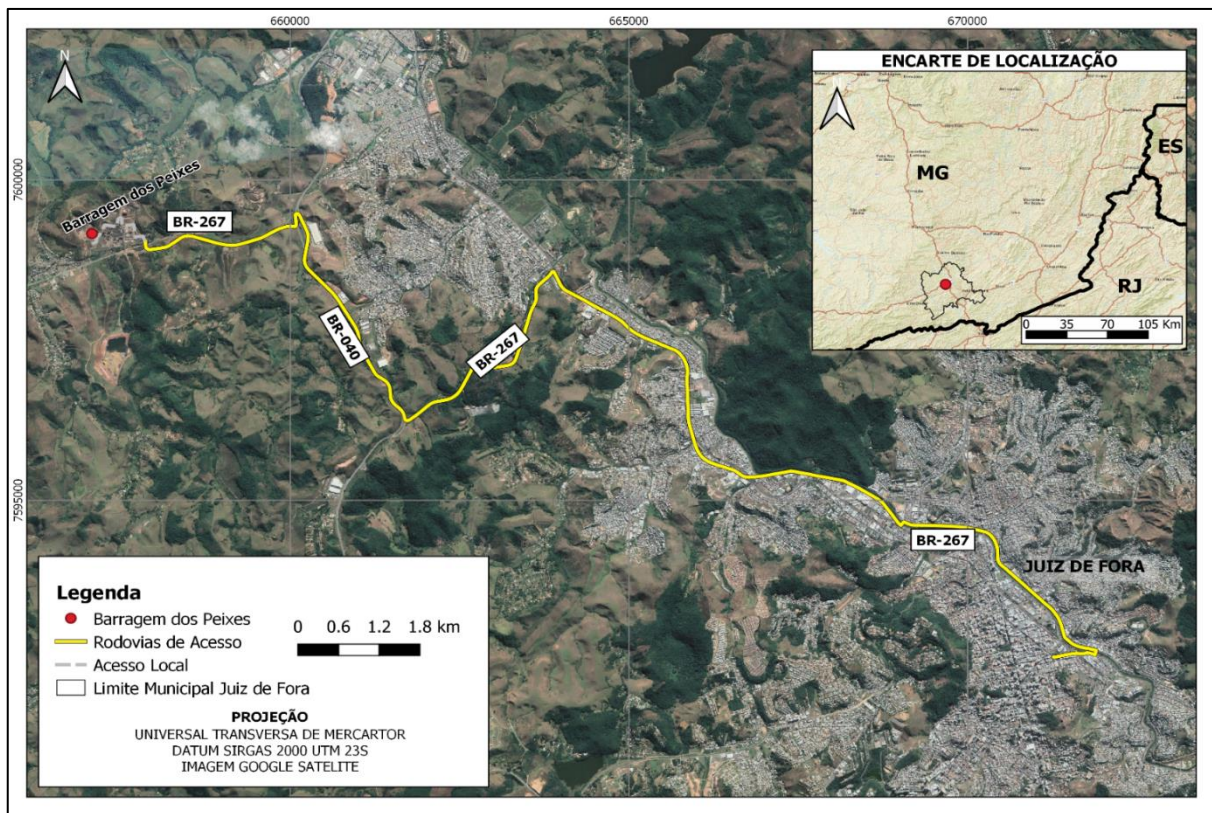 660000
665000
670000
7600000
7595000
N
Barragem dos Peixes
BR-267
BR-040
BR-267
BR-267
JUIZ DE FORA
ENCARTE DE LOCALIZAÇÃO
MG
ES
RJ
0 35 70 105 Km
Legenda
Barragem dos Peixes
Rodovias de Acesso
Acesso Local
Limite Municipal Juiz de Fora
0 0.6 1.2 1.8 km
PROJEÇÃO
UNIVERSAL TRANSVERSA DE MERCARTOR
DATUM SIRGAS 2000 UTM 23S
IMAGEM GOOGLE SATELITE